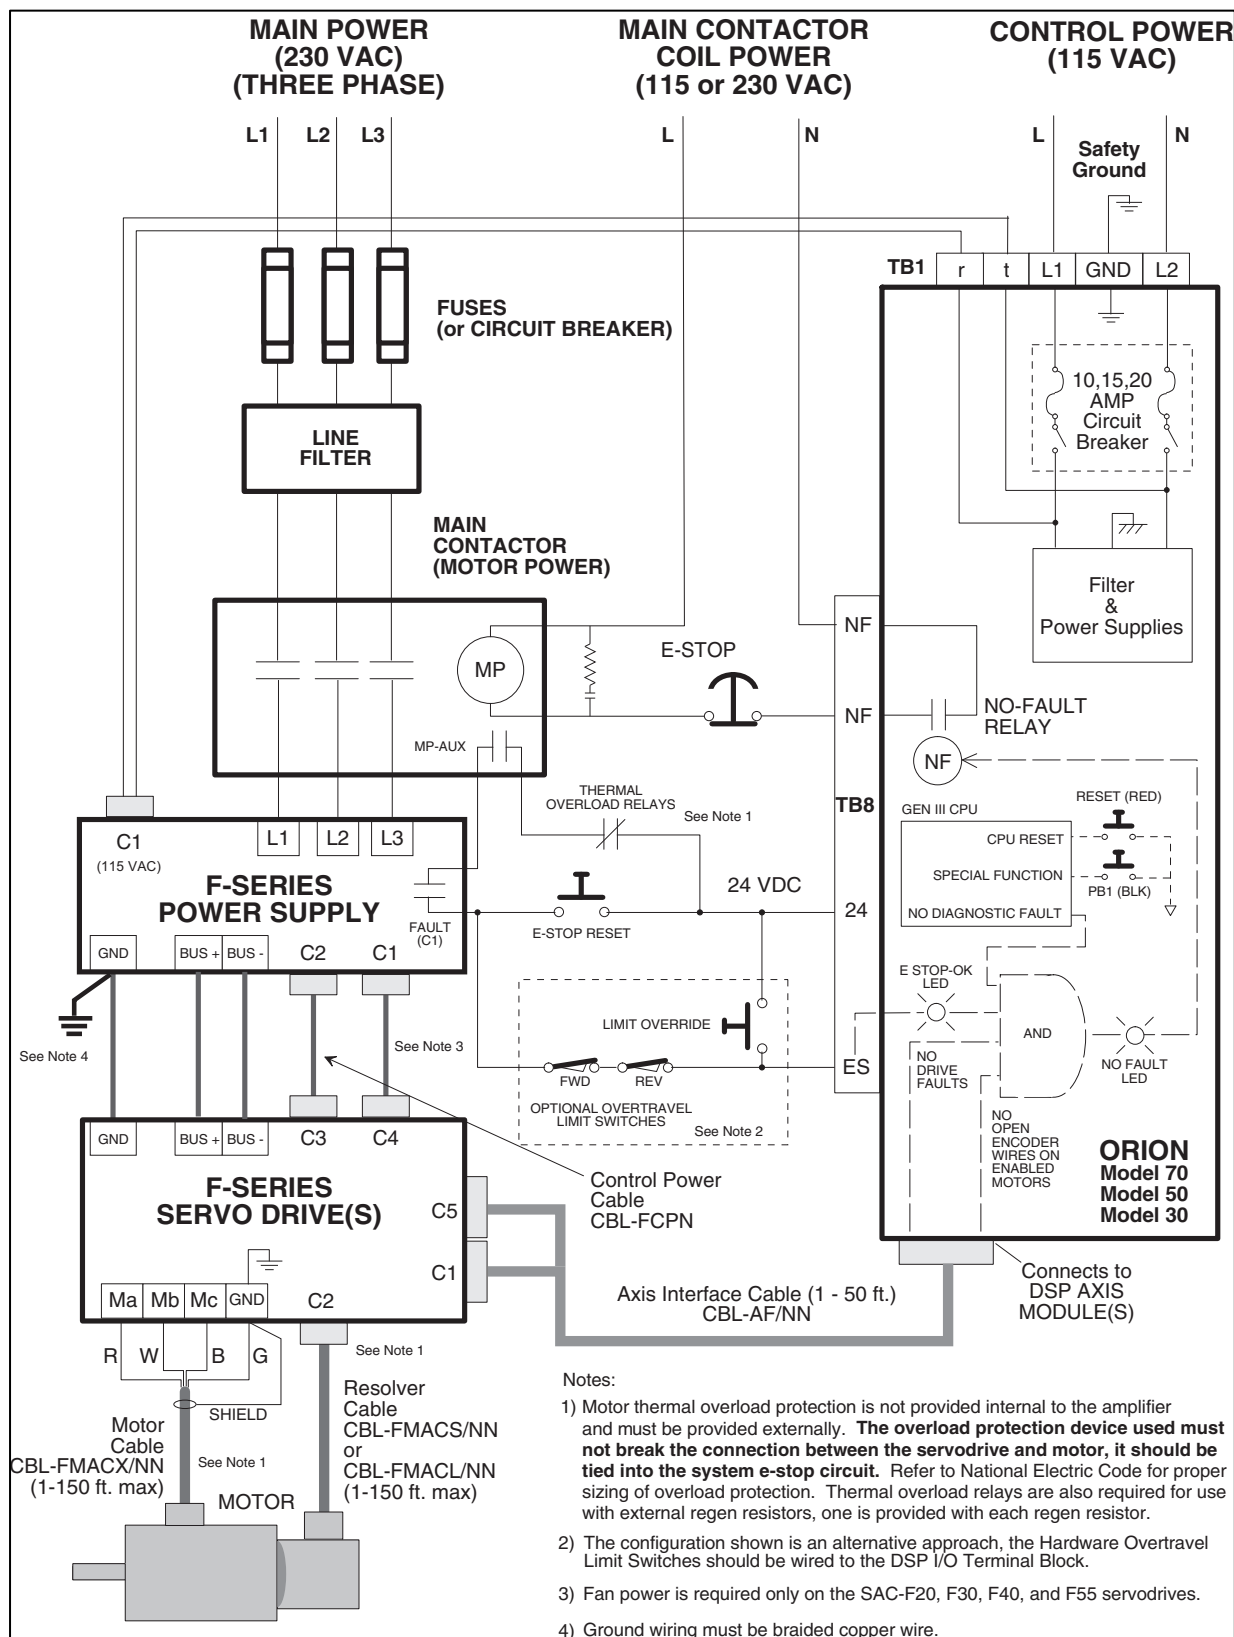 MAIN POWER
(230 VAC)
(THREE PHASE)
MAIN CONTACTOR
COIL POWER
(115 or 230 VAC)
CONTROL POWER
(115 VAC)
L1
L2
L3
L
N
L
N
Safety
Ground
TB1
r
t
L1
GND
L2
FUSES
(or CIRCUIT BREAKER)
10,15,20
AMP
Circuit
Breaker
LINE
FILTER
MAIN
CONTACTOR
(MOTOR POWER)
Filter
&
Power Supplies
MP
E-STOP
NF
NF
NO-FAULT
RELAY
NF
MP-AUX
THERMAL
OVERLOAD RELAYS
See Note 1
TB8
GEN III CPU
RESET (RED)
CPU RESET
SPECIAL FUNCTION
PB1 (BLK)
NO DIAGNOSTIC FAULT
C1
(115 VAC)
L1
L2
L3
F-SERIES
POWER SUPPLY
FAULT
(C1)
24 VDC
24
E-STOP RESET
GND
BUS +
BUS -
C2
C1
E STOP-OK
LED
LIMIT OVERRIDE
AND
See Note 4
See Note 3
FWD
REV
ES
NO
DRIVE
FAULTS
NO FAULT
LED
OPTIONAL OVERTRAVEL
LIMIT SWITCHES
See Note 2
GND
BUS +
BUS -
C3
C4
NO
OPEN
ENCODER
WIRES ON
ENABLED
MOTORS
ORION
Model 70
Model 50
Model 30
F-SERIES
SERVO DRIVE(S)
C5
C1
Control Power
Cable
CBL-FCPN
Ma
Mb
Mc
GND
C2
Axis Interface Cable (1 - 50 ft.)
CBL-AF/NN
Connects to
DSP AXIS
MODULE(S)
R
W
B
G
See Note 1
SHIELD
Motor
Cable
CBL-FMACX/NN
(1-150 ft. max)
See Note 1
Resolver
Cable
CBL-FMACS/NN
or
CBL-FMACL/NN
(1-150 ft. max)
MOTOR
Notes:
1) Motor thermal overload protection is not provided internal to the amplifier
and must be provided externally. The overload protection device used must
not break the connection between the servodrive and motor, it should be
tied into the system e-stop circuit. Refer to National Electric Code for proper
sizing of overload protection. Thermal overload relays are also required for use
with external regen resistors, one is provided with each regen resistor.
2) The configuration shown is an alternative approach, the Hardware Overtravel
Limit Switches should be wired to the DSP I/O Terminal Block.
3) Fan power is required only on the SAC-F20, F30, F40, and F55 servodrives.
4) Ground wiring must be braided copper wire.